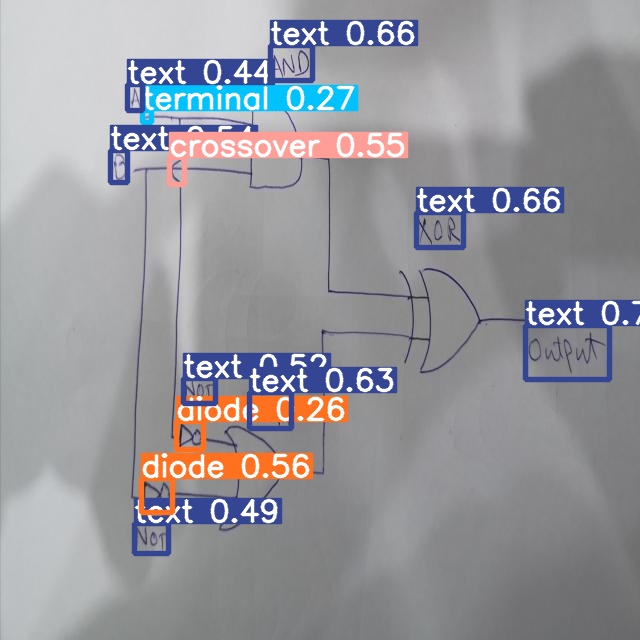 text 0.66
AND
text 0.44
A
terminal 0.27
text 0.54
crossover 0.55
B
text 0.66
XOR
text 0.7
Output
text 0.52
text 0.63
NOT
diode 0.26
diode 0.56
text 0.49
NOT